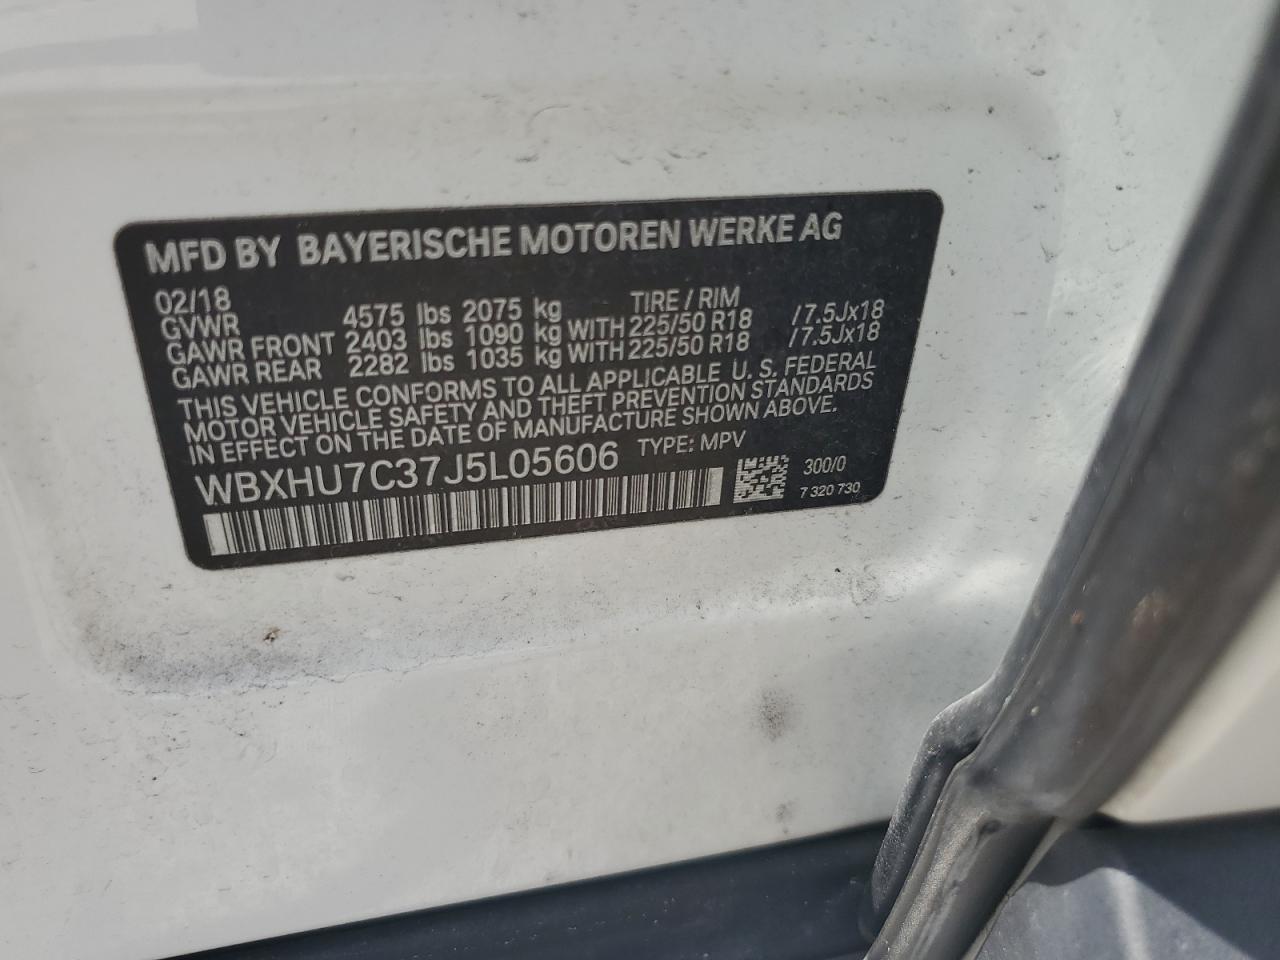 MFD BY BAYERISCHE MOTOREN WERKE AG
02/18 TIRE / RIM
GVWR 4575 lbs 2075 kg
GAWR FRONT 2403 lbs 1090 kg WITH 225/50 R18 /7.5Jx18
GAWR REAR 2282 lbs 1035 kg WITH 225/50 R18 /7.5Jx18
THIS VEHICLE CONFORMS TO ALL APPLICABLE U. S. FEDERAL
MOTOR VEHICLE SAFETY AND THEFT PREVENTION STANDARDS
IN EFFECT ON THE DATE OF MANUFACTURE SHOWN ABOVE.
WBXHU7C37J5L05606 TYPE: MPV
300/0
7 320 730